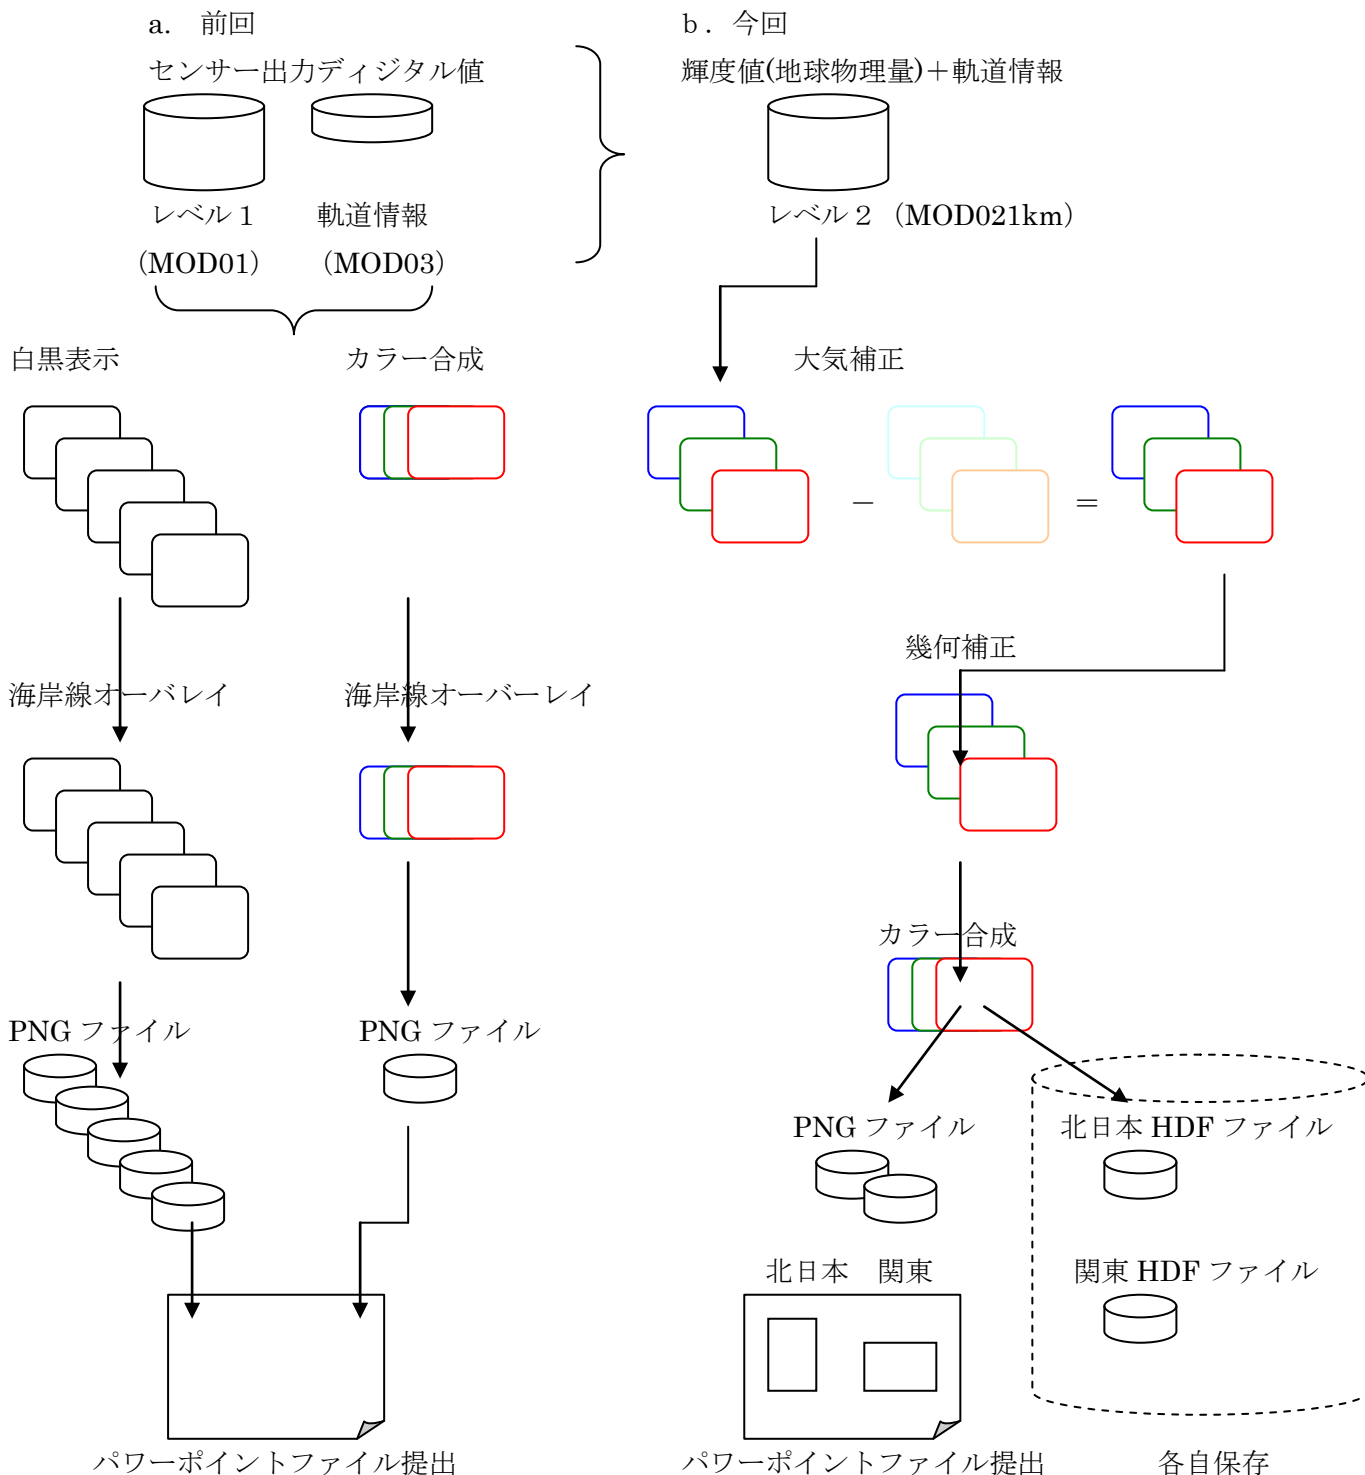 a.　前回
センサー出力ディジタル値
レベル１　軌道情報
（MOD01）　（MOD03）
白黒表示　カラー合成
海岸線オーバレイ　海岸線オーバーレイ
PNG ファイル　PNG ファイル
パワーポイントファイル提出
ｂ．今回
輝度値(地球物理量)＋軌道情報
レベル２（MOD021km）
大気補正
－　＝
幾何補正
カラー合成
PNG ファイル　北日本 HDF ファイル
北日本　関東　関東 HDF ファイル
パワーポイントファイル提出　各自保存